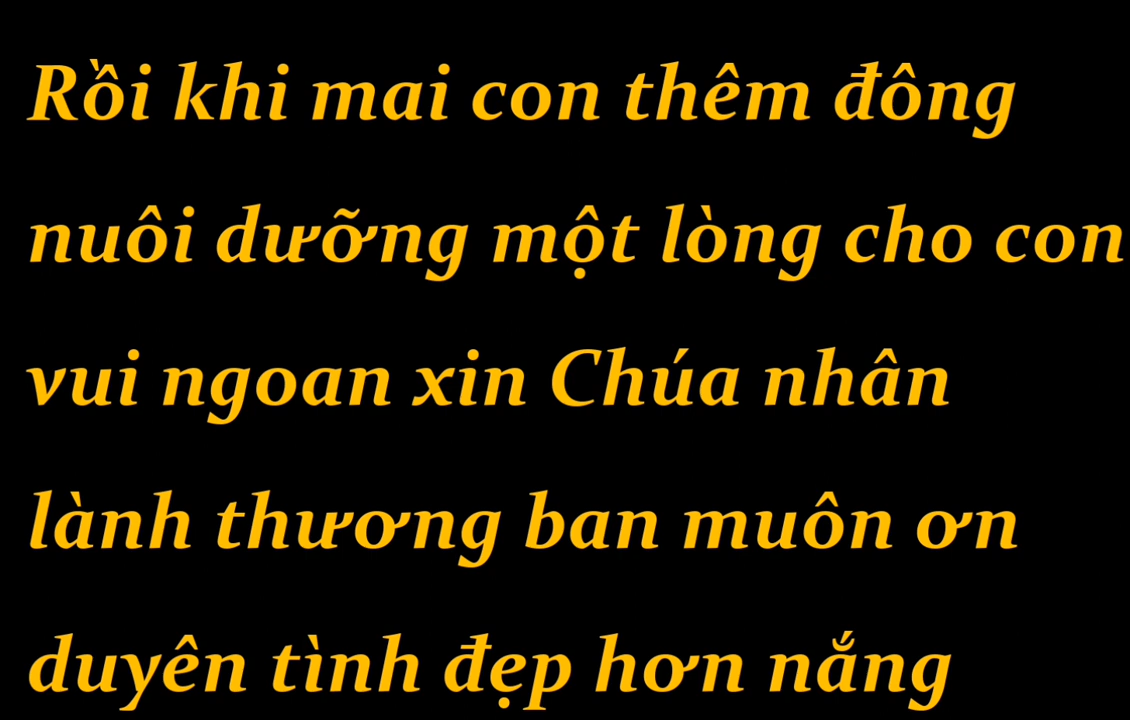 Rồi khi mai con thêm đông
nuôi dưỡng một lòng cho con
vui ngoan xin Chúa nhân
lành thương ban muôn ơn
duyên tình đẹp hơn nắng